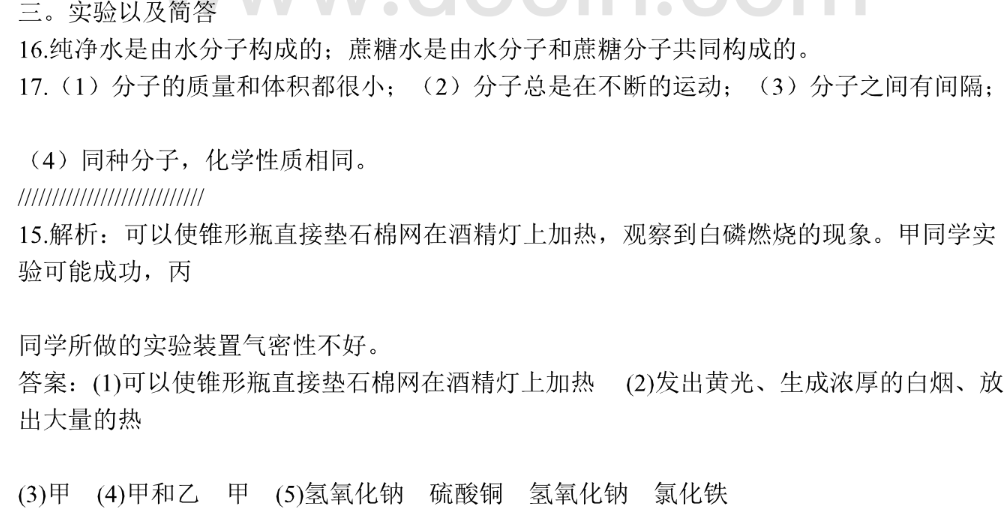 三。实验以及简答
16.纯净水是由水分子构成的；蔗糖水是由水分子和蔗糖分子共同构成的。
17.（1）分子的质量和体积都很小；（2）分子总是在不断的运动；（3）分子之间有间隔；
（4）同种分子，化学性质相同。
///////////////////////////
15.解析：可以使锥形瓶直接垫石棉网在酒精灯上加热，观察到白磷燃烧的现象。甲同学实
验可能成功，丙
同学所做的实验装置气密性不好。
答案：(1)可以使锥形瓶直接垫石棉网在酒精灯上加热 (2)发出黄光、生成浓厚的白烟、放
出大量的热
(3)甲 (4)甲和乙 甲 (5)氢氧化钠 硫酸铜 氢氧化钠 氯化铁